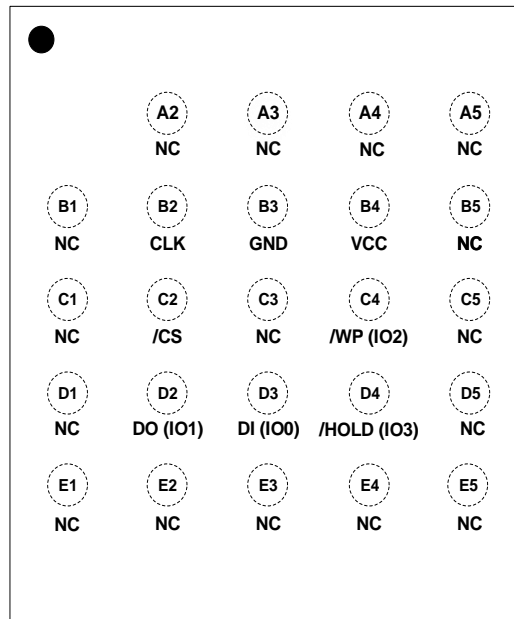 A2 A3 A4 A5
NC NC NC NC
B1 B2 B3 B4 B5
NC CLK GND VCC NC
C1 C2 C3 C4 C5
NC /CS NC /WP (IO2) NC
D1 D2 D3 D4 D5
NC DO (IO1) DI (IO0) /HOLD (IO3) NC
E1 E2 E3 E4 E5
NC NC NC NC NC